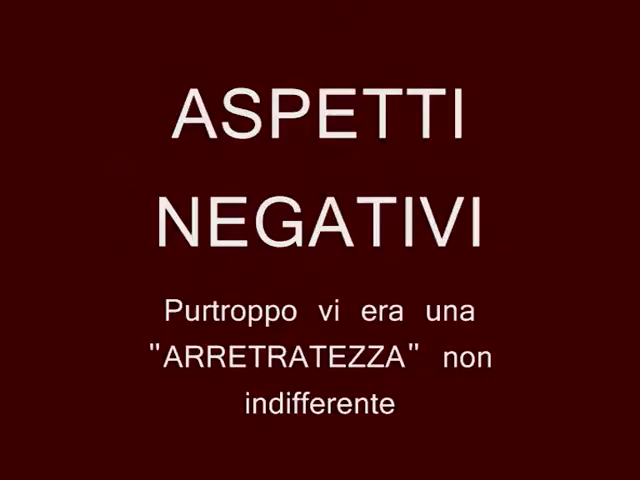 ASPETTI
NEGATIVI
Purtroppo vi era una
"ARRETRATEZZA" non
indifferente